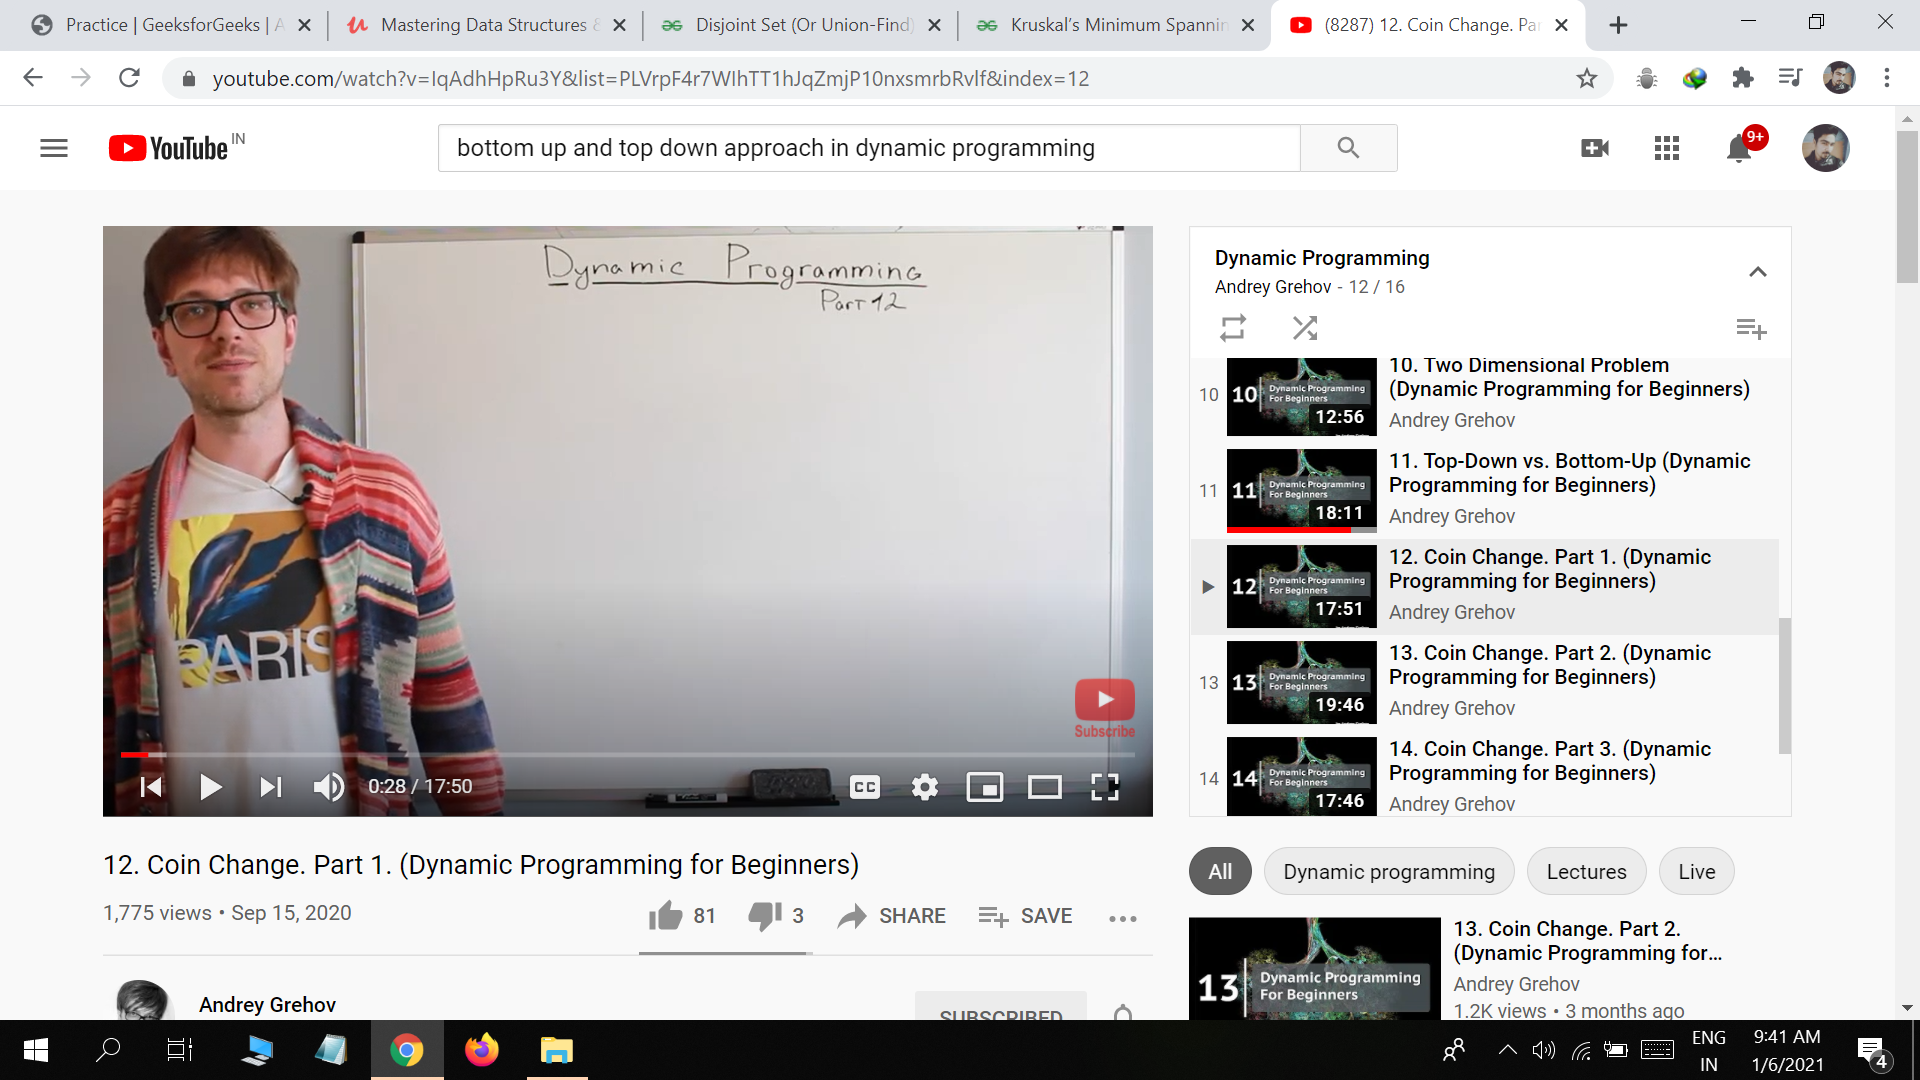 Practice | GeeksforGeeks | A
Mastering Data Structures &
Disjoint Set (Or Union-Find)
Kruskal's Minimum Spannin
(8287) 12. Coin Change. Par
youtube.com/watch?v=IqAdhHpRu3Y&list=PLVrpF4r7WIhTT1hJqZmjP10nxsmrbRvlf&index=12
YouTube IN
bottom up and top down approach in dynamic programming
9+
Dynamic Programming
Part 12
PARIS
Subscribe
0:28 / 17:50
CC
Dynamic Programming
Andrey Grehov - 12 / 16
10
10 Dynamic Programming
For Beginners
12:56
10. Two Dimensional Problem
(Dynamic Programming for Beginners)
Andrey Grehov
11
11 Dynamic Programming
For Beginners
18:11
11. Top-Down vs. Bottom-Up (Dynamic
Programming for Beginners)
Andrey Grehov
12 Dynamic Programming
For Beginners
17:51
12. Coin Change. Part 1. (Dynamic
Programming for Beginners)
Andrey Grehov
13
13 Dynamic Programming
For Beginners
19:46
13. Coin Change. Part 2. (Dynamic
Programming for Beginners)
Andrey Grehov
14
14 Dynamic Programming
For Beginners
17:46
14. Coin Change. Part 3. (Dynamic
Programming for Beginners)
Andrey Grehov
12. Coin Change. Part 1. (Dynamic Programming for Beginners)
1,775 views • Sep 15, 2020
81
3
SHARE
SAVE
Andrey Grehov
SUBSCRIBED
All
Dynamic programming
Lectures
Live
13 Dynamic Programming
For Beginners
13. Coin Change. Part 2.
(Dynamic Programming for...
Andrey Grehov
1.2K views • 3 months ago
ENG
IN
9:41 AM
1/6/2021
4